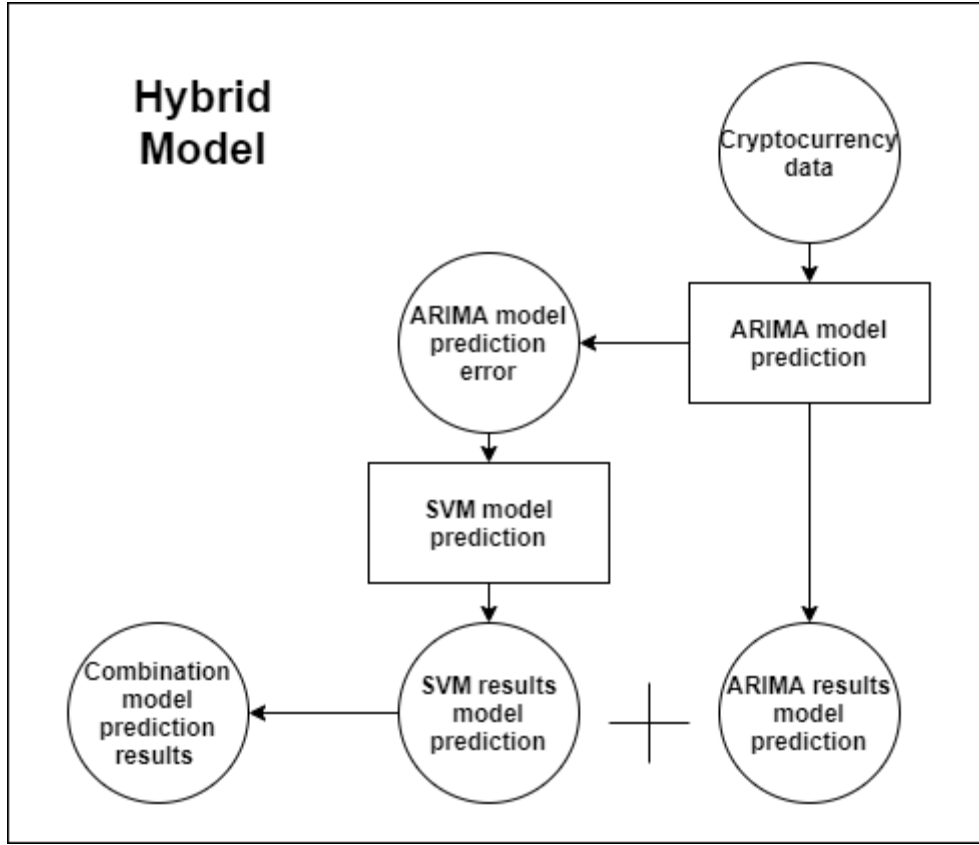 Hybrid
Model
Cryptocurrency
data
ARIMA model
prediction
error
ARIMA model
prediction
SVM model
prediction
Combination
model
prediction
results
SVM results
model
prediction
ARIMA results
model
prediction